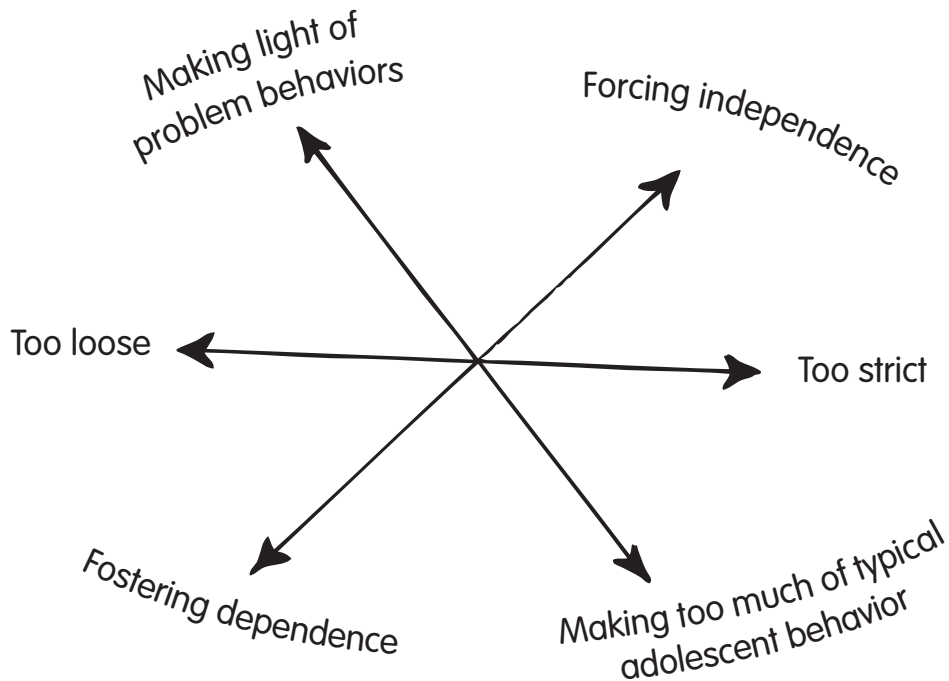 Making light of
problem behaviors
Forcing independence
Too loose
Too strict
Fostering dependence
Making too much of typical
adolescent behavior